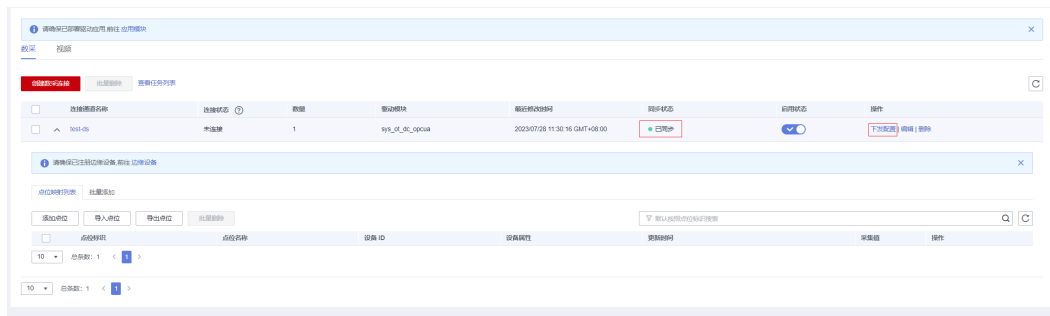 请确保已部署驱动应用,前往 应用模块
数采 视频
创建数采连接 批量删除 查看任务列表
连接通道名称 连接状态 数量 驱动模块 最近修改时间 同步状态 启用状态 操作
test-ds 未连接 1 sys_ot_dc_opcua 2023/07/28 11:30:16 GMT+08:00 已同步 下发配置 | 编辑 | 删除
请确保已注册边缘设备,前往 边缘设备
点位映射列表 批量添加
添加点位 导入点位 导出点位 批量删除 默认按照点位标识搜索
点位标识 点位名称 设备 ID 设备属性 更新时间 采集值 操作
10 总条数: 1 < 1 >
10 总条数: 1 < 1 >